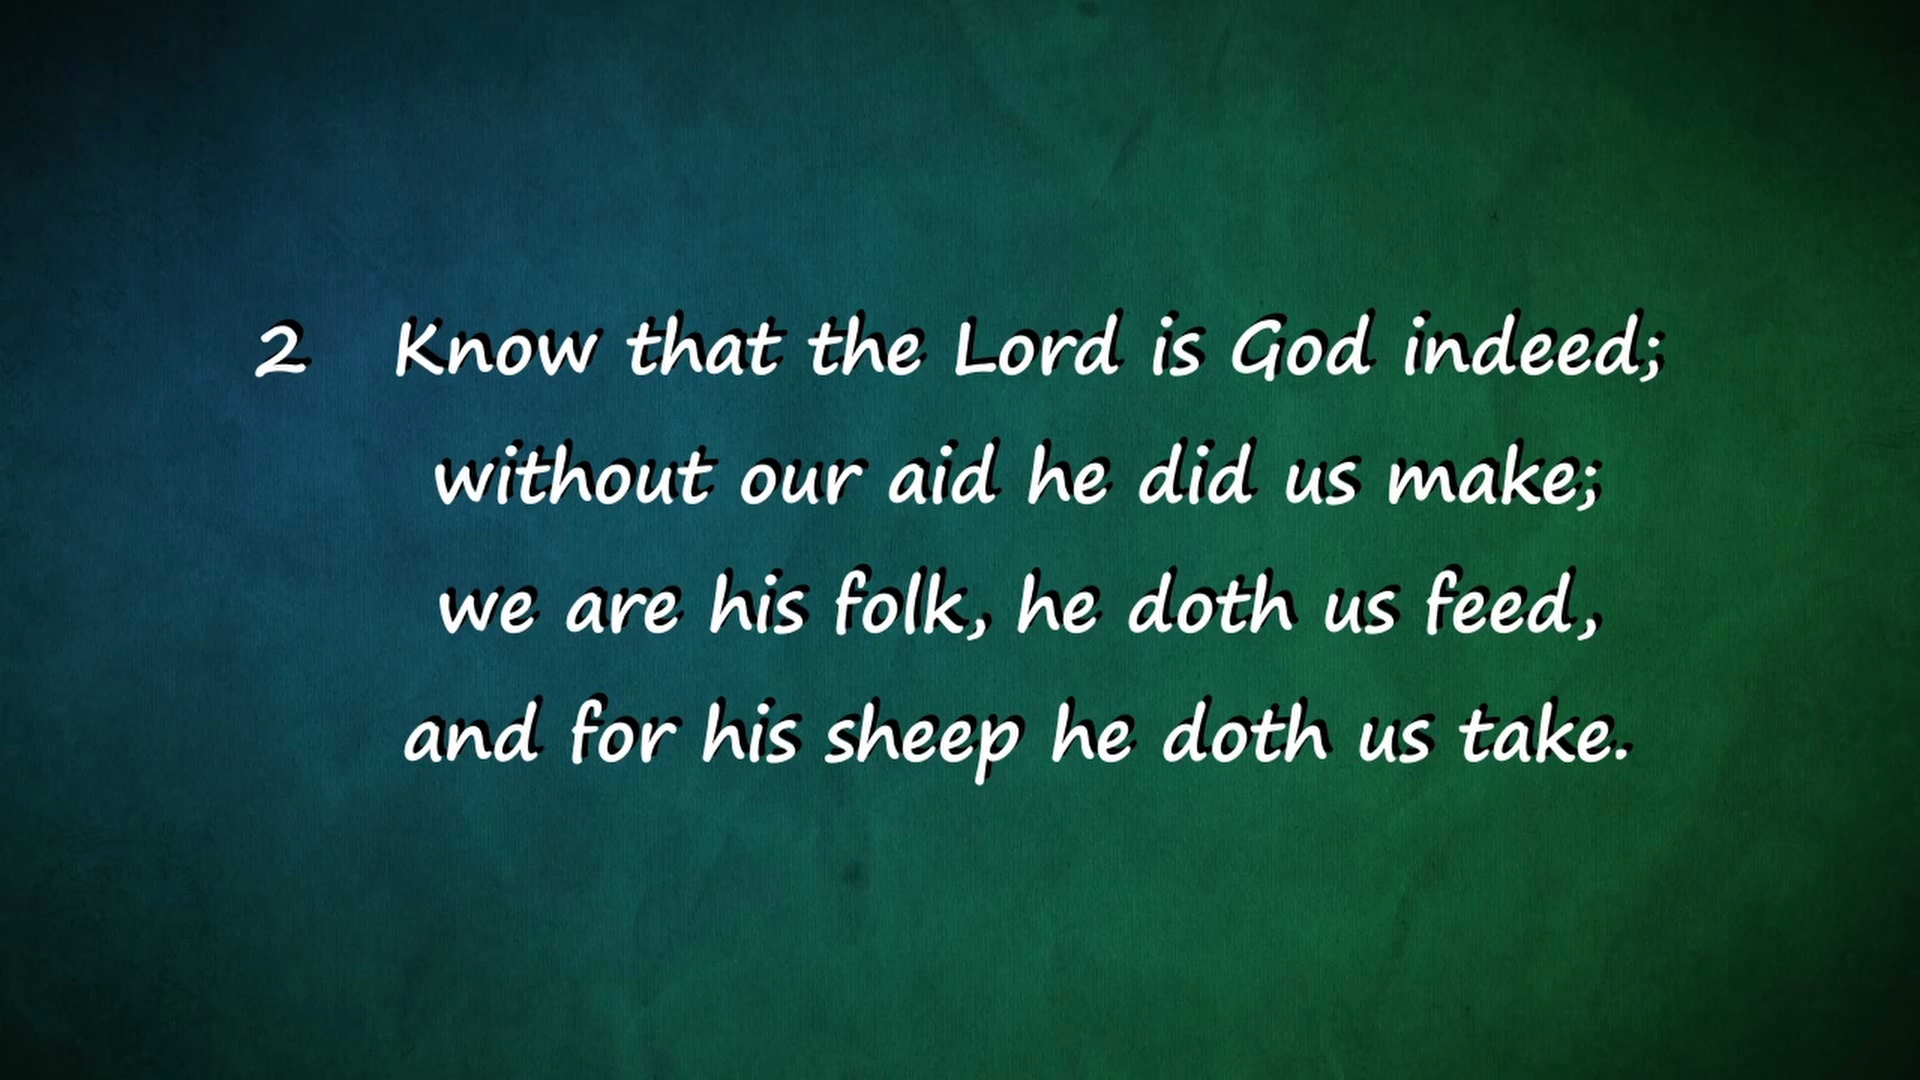 2 Know that the Lord is God indeed;
without our aid he did us make;
we are his folk, he doth us feed,
and for his sheep he doth us take.